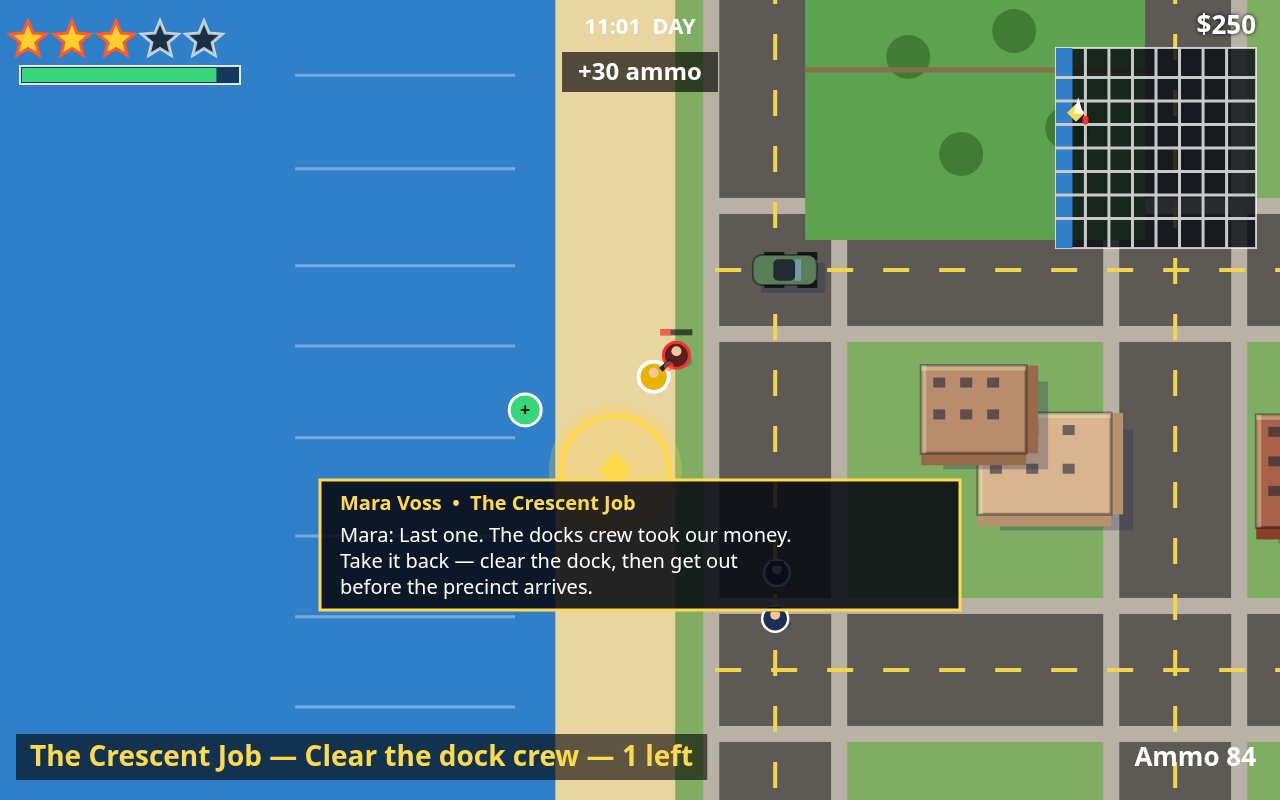 11:01 DAY
$250
+30 ammo
+
Mara Voss • The Crescent Job
Mara: Last one. The docks crew took our money.
Take it back — clear the dock, then get out
before the precinct arrives.
The Crescent Job — Clear the dock crew — 1 left
Ammo 84